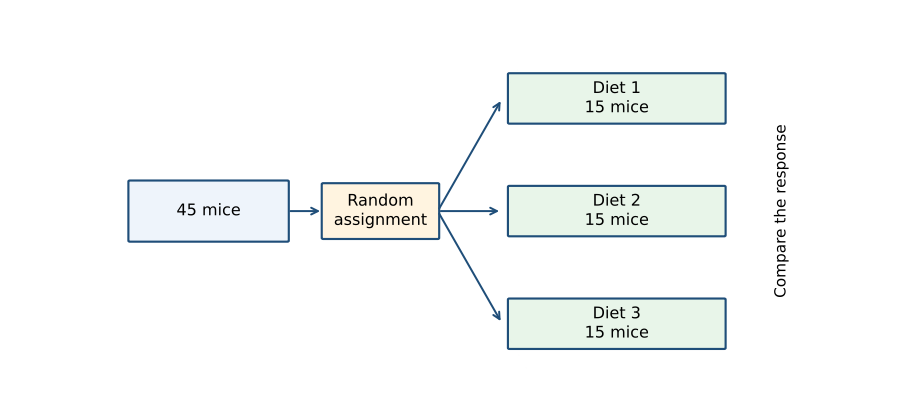 45 mice
Random
assignment
Diet 1
15 mice
Diet 2
15 mice
Diet 3
15 mice
Compare the response